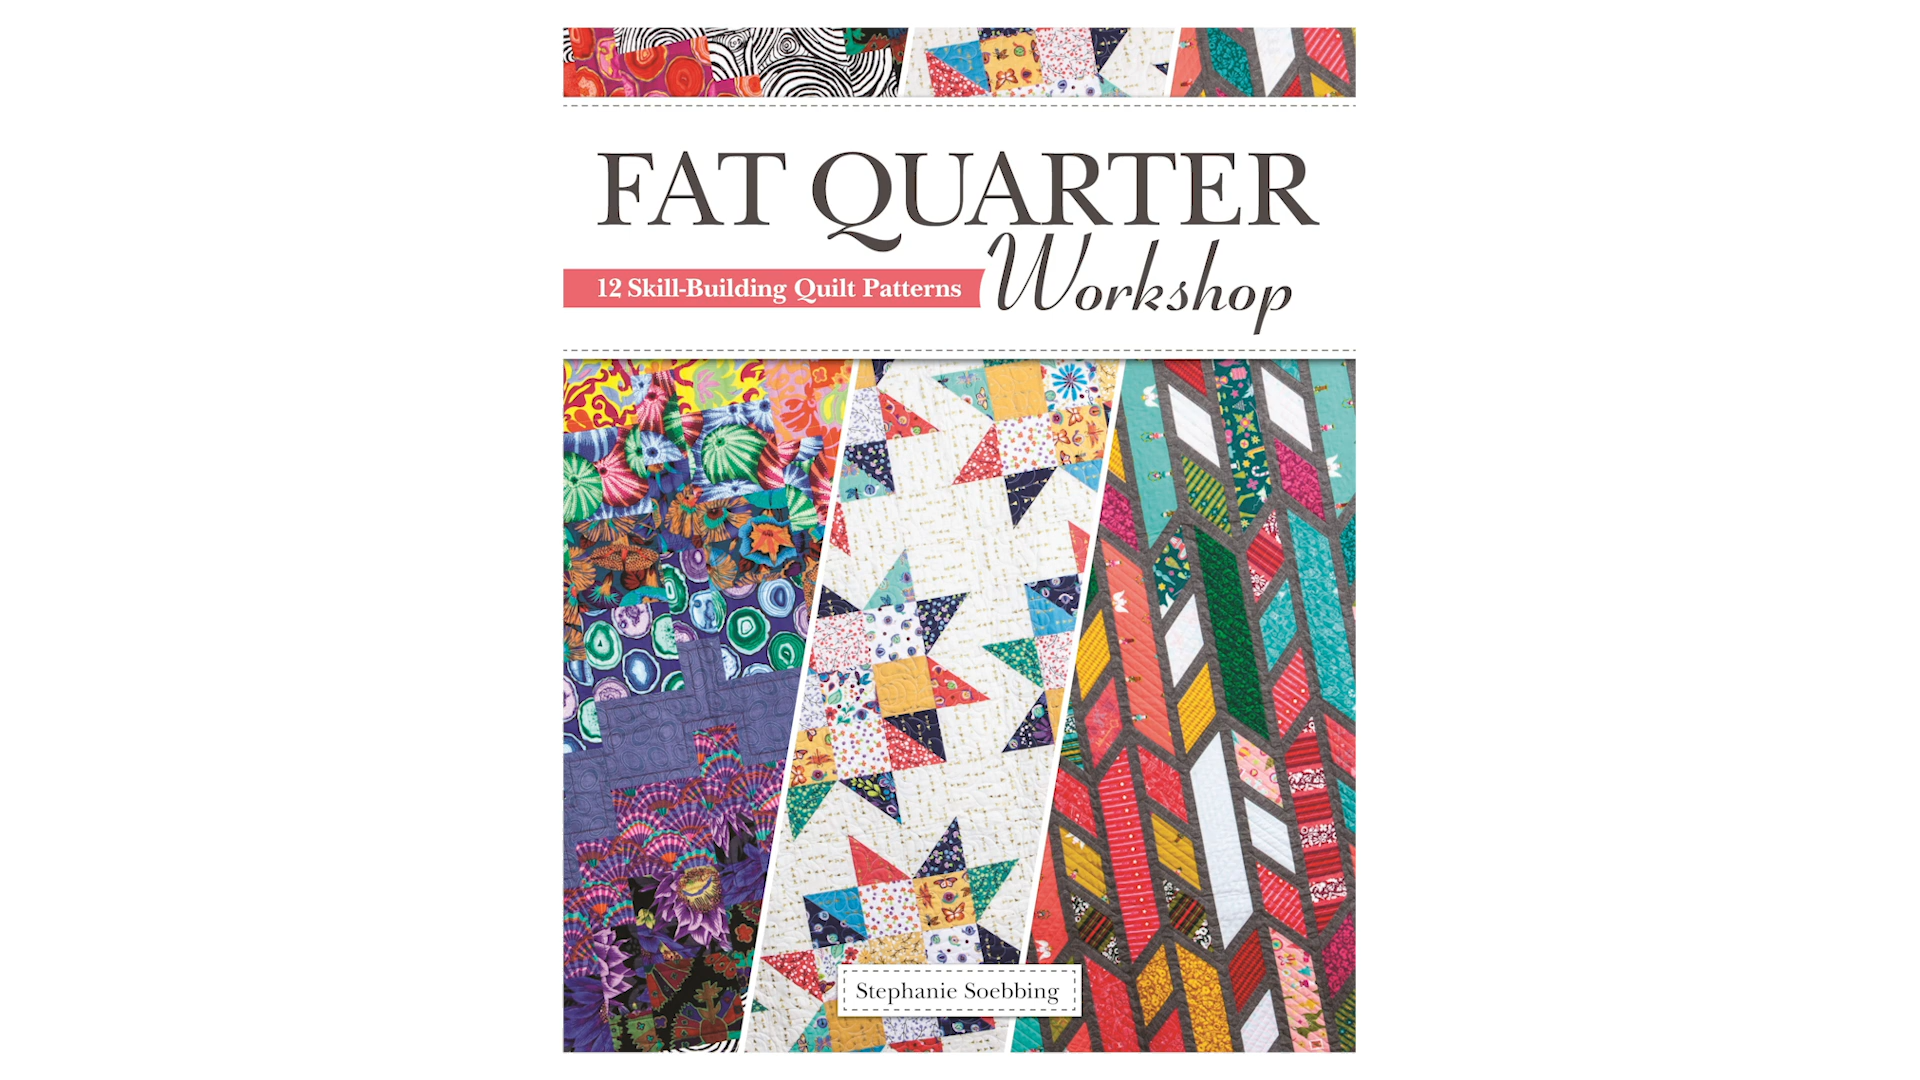 FAT QUARTER
Workshop
12 Skill-Building Quilt Patterns
Stephanie Soebbing